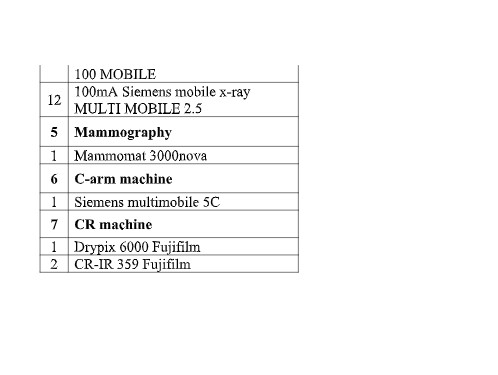 100 MOBILE
12 100mA Siemens mobile x-ray
MULTI MOBILE 2.5
5 Mammography
1 Mammomat 3000nova
6 C-arm machine
1 Siemens multimobile 5C
7 CR machine
1 Drypix 6000 Fujifilm
2 CR-IR 359 Fujifilm